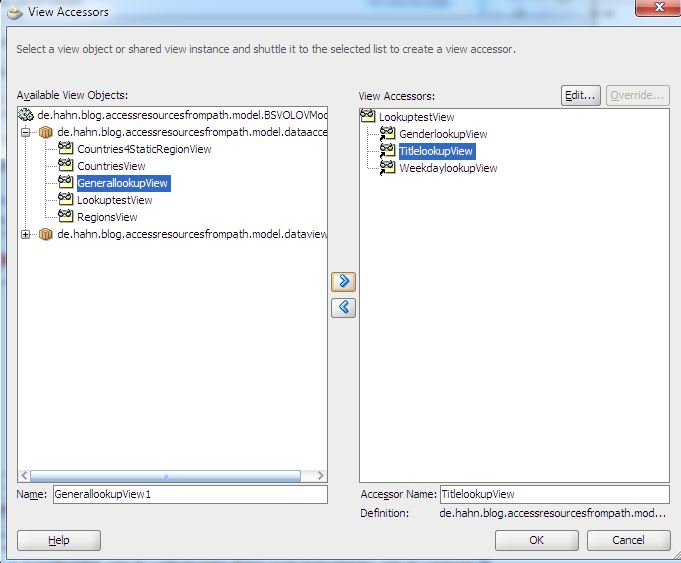 View Accessors
Select a view object or shared view instance and shuttle it to the selected list to create a view accessor.
Available View Objects:
de.hahn.blog.accessresourcesfrompath.model.BSVOLOVMod
de.hahn.blog.accessresourcesfrompath.model.dataacce
Countries4StaticRegionView
CountriesView
GenerallookupView
LookuptestView
RegionsView
de.hahn.blog.accessresourcesfrompath.model.dataview
Name: GenerallookupView1
View Accessors:
Edit... Override...
LookuptestView
GenderlookupView
TitlelookupView
WeekdaylookupView
Accessor Name: TitlelookupView
Definition: de.hahn.blog.accessresourcesfrompath.mod...
Help OK Cancel